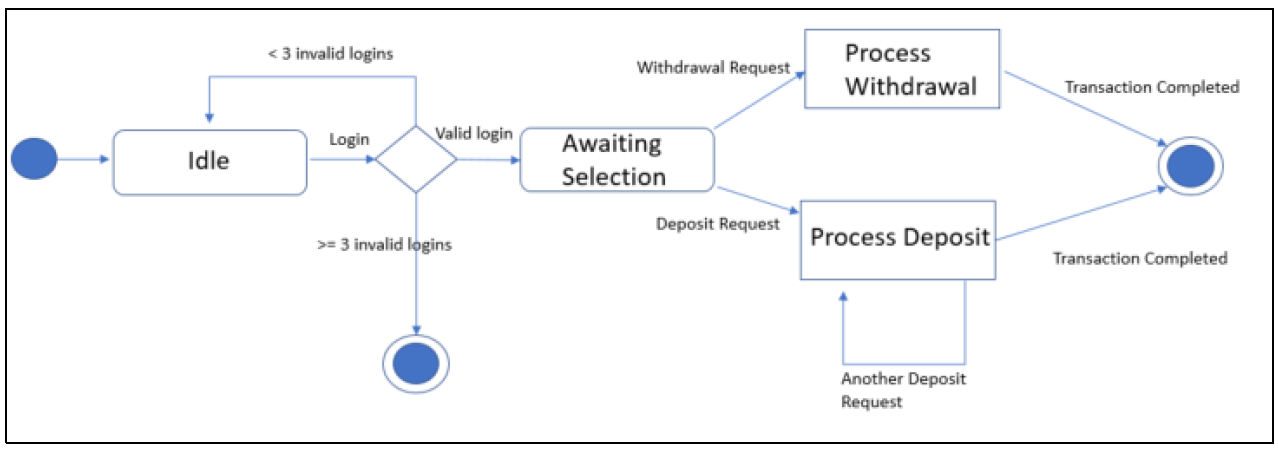 < 3 invalid logins
Idle
Login
Valid login
>= 3 invalid logins
Awaiting
Selection
Withdrawal Request
Process
Withdrawal
Transaction Completed
Deposit Request
Process Deposit
Transaction Completed
Another Deposit
Request